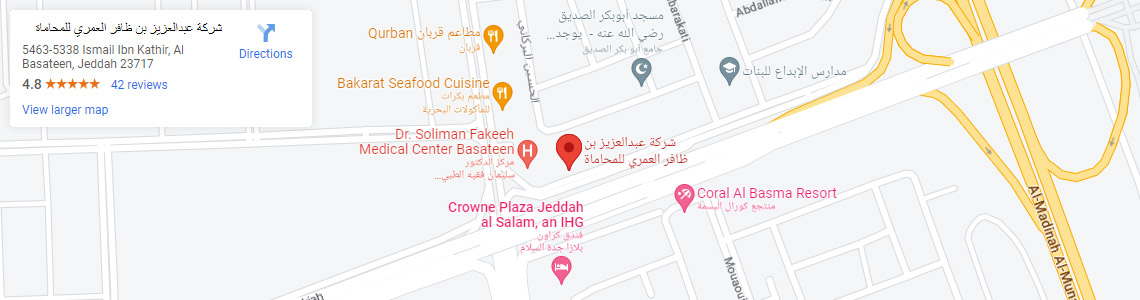 شركة عبدالعزيز بن ظافر العمري للمحاماة
5463-5338 Ismail Ibn Kathir, Al
Basateen, Jeddah 23717
4.8 ★★★★★ 42 reviews
View larger map
Directions
Qurban مطاعم قربان
قربان
Bakarat Seafood Cuisine
مطعم بكرات
للمأكولات البحرية
Dr. Soliman Fakeeh
Medical Center Basateen
مركز الدكتور
سليمان فقيه الطبي...
الحسين البركاني
مسجد أبوبكر الصديق
رضي الله عنه - يوجد...
جامع أبو بكر الصديق
barakati
Abdallah
مدارس الإبداع للبنات
شركة عبدالعزيز بن
ظافر العمري للمحاماة
Crowne Plaza Jeddah
al Salam, an IHG
فندق كراون
بلازا جدة السلام
Coral Al Basma Resort
منتجع كورال البسمة
Mouaoui
Al-Madinah Al-Mun